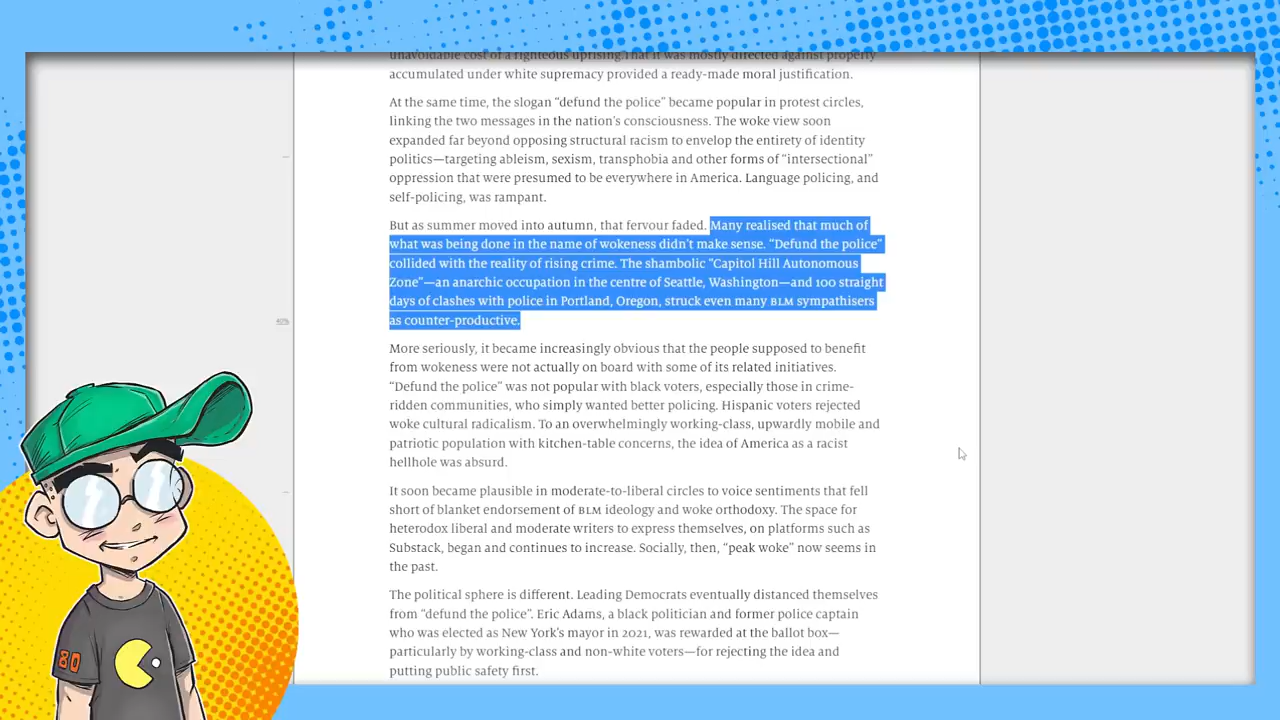 unavoidable cost of a righteous uprising. That it was mostly directed against property
accumulated under white supremacy provided a ready-made moral justification.
At the same time, the slogan “defund the police” became popular in protest circles,
linking the two messages in the nation’s consciousness. The woke view soon
expanded far beyond opposing structural racism to envelop the entirety of identity
politics—targeting ableism, sexism, transphobia and other forms of “intersectional”
oppression that were presumed to be everywhere in America. Language policing, and
self-policing, was rampant.
But as summer moved into autumn, that fervour faded. Many realised that much of
what was being done in the name of wokeness didn’t make sense. “Defund the police”
collided with the reality of rising crime. The shambolic “Capitol Hill Autonomous
Zone”—an anarchic occupation in the centre of Seattle, Washington—and 100 straight
days of clashes with police in Portland, Oregon, struck even many BLM sympathisers
as counter-productive.
More seriously, it became increasingly obvious that the people supposed to benefit
from wokeness were not actually on board with some of its related initiatives.
“Defund the police” was not popular with black voters, especially those in crime-
ridden communities, who simply wanted better policing. Hispanic voters rejected
woke cultural radicalism. To an overwhelmingly working-class, upwardly mobile and
patriotic population with kitchen-table concerns, the idea of America as a racist
hellhole was absurd.
It soon became plausible in moderate-to-liberal circles to voice sentiments that fell
short of blanket endorsement of BLM ideology and woke orthodoxy. The space for
heterodox liberal and moderate writers to express themselves, on platforms such as
Substack, began and continues to increase. Socially, then, “peak woke” now seems in
the past.
The political sphere is different. Leading Democrats eventually distanced themselves
from “defund the police”. Eric Adams, a black politician and former police captain
who was elected as New York’s mayor in 2021, was rewarded at the ballot box—
particularly by working-class and non-white voters—for rejecting the idea and
putting public safety first.
80